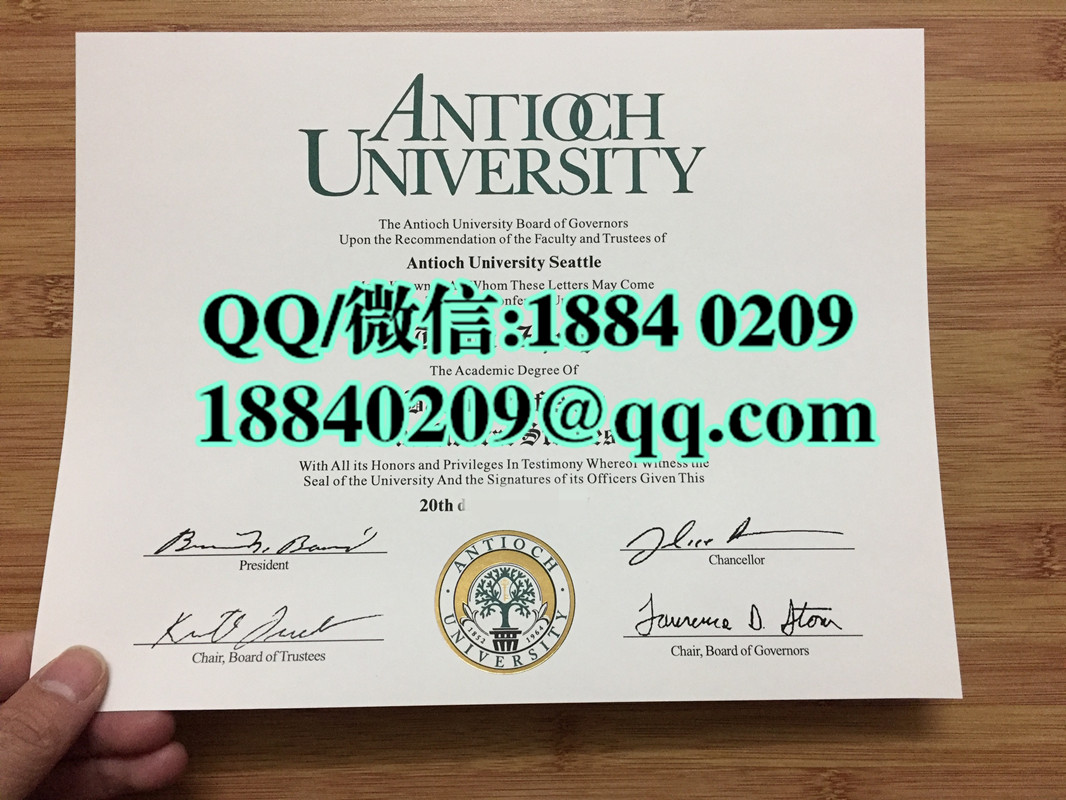 ANTIOCH
UNIVERSITY
The Antioch University Board of Governors
Upon the Recommendation of the Faculty and Trustees of
Antioch University Seattle
Whom These Letters May Come
QQ/微信:1884 0209
The Academic Degree Of
18840209@qq.com
With All its Honors and Privileges In Testimony Whereof Witness the
Seal of the University And the Signatures of its Officers Given This
20th d
President
Chancellor
ANTIOCH
UNIVERSITY
1852
1964
Chair, Board of Trustees
Chair, Board of Governors